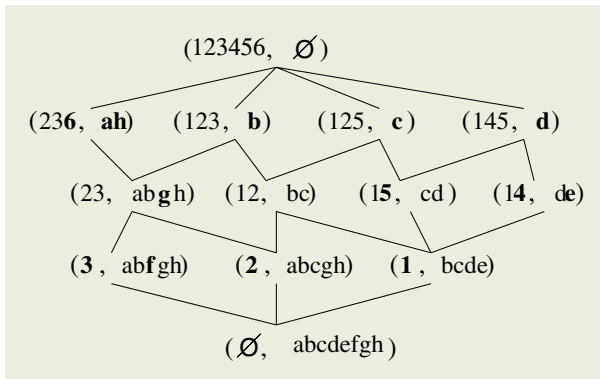 (123456, ∅)
(236, ah) (123, b) (125, c) (145, d)
(23, abgh) (12, bc) (15, cd) (14, de)
(3, abfgh) (2, abcgh) (1, bcde)
(∅, abcdefgh)